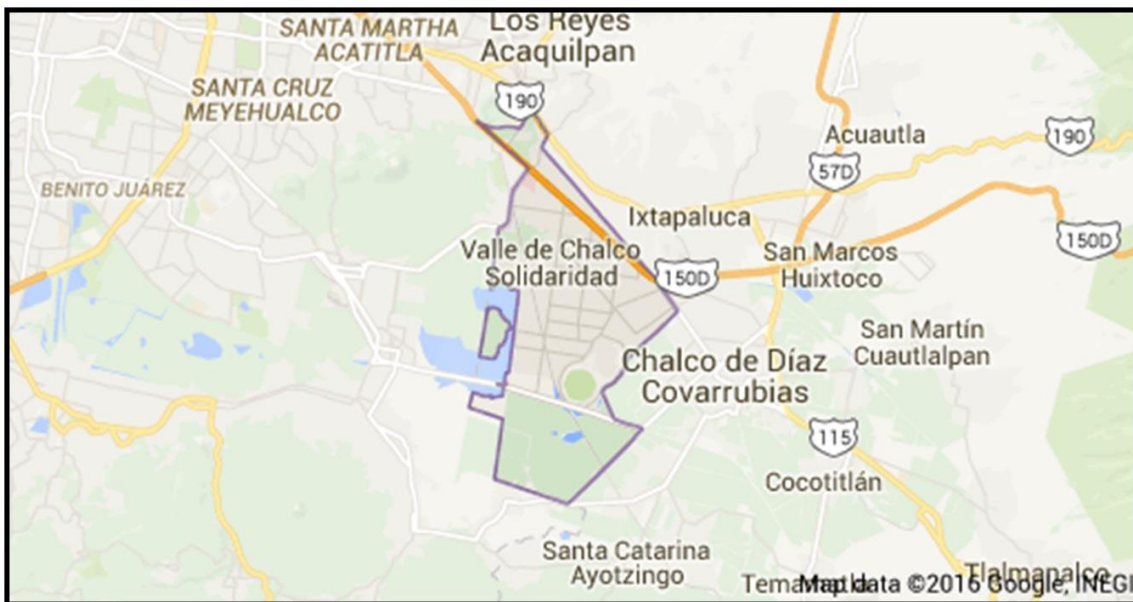 Los Reyes
Acaquilpan
SANTA MARTHA
ACATITLA
SANTA CRUZ
MEYEHUALCO
190
Acuautla
190
57D
BENITO JUÁREZ
Ixtapaluca
150D
Valle de Chalco
Solidaridad
San Marcos
Huixtoco
150D
San Martín
Cuautlalpan
Chalco de Díaz
Covarrubias
115
Cocotitlán
Santa Catarina
Ayotzingo
Tlalmanalco
Map data ©2016 Google, INEGI